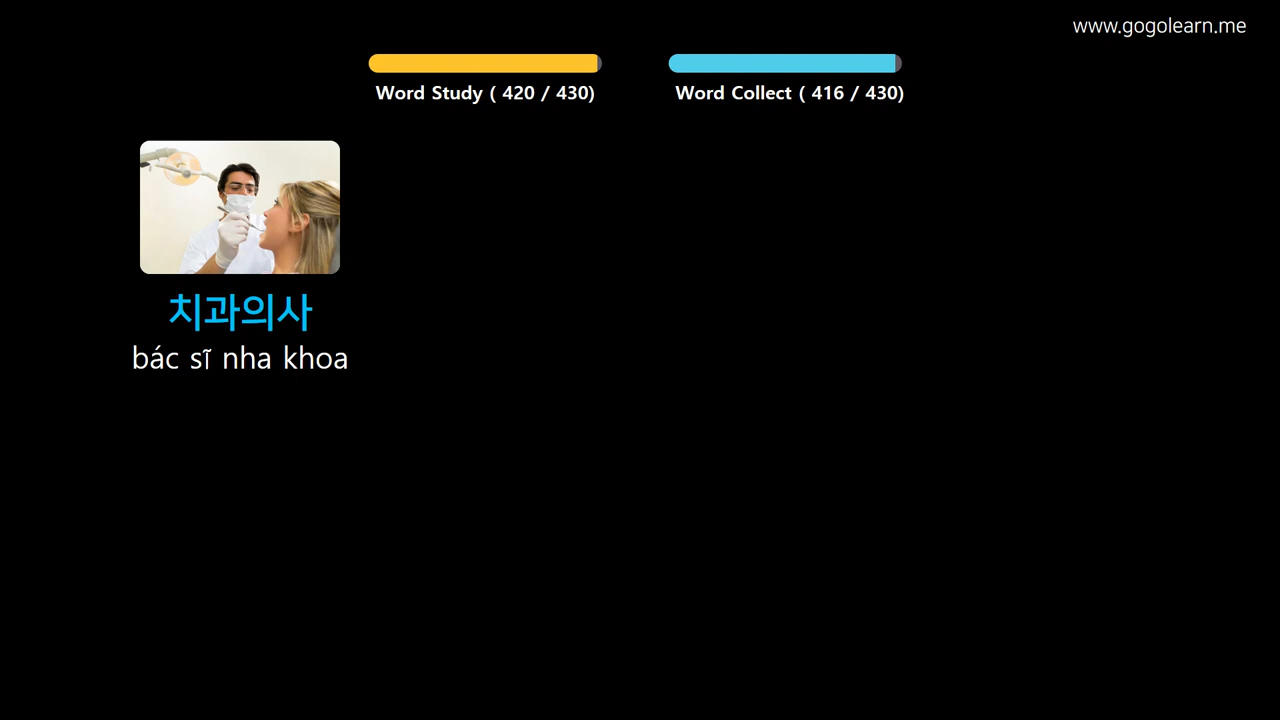 www.gogolearn.me
Word Study ( 420 / 430)
Word Collect ( 416 / 430)
치과의사
bác sĩ nha khoa